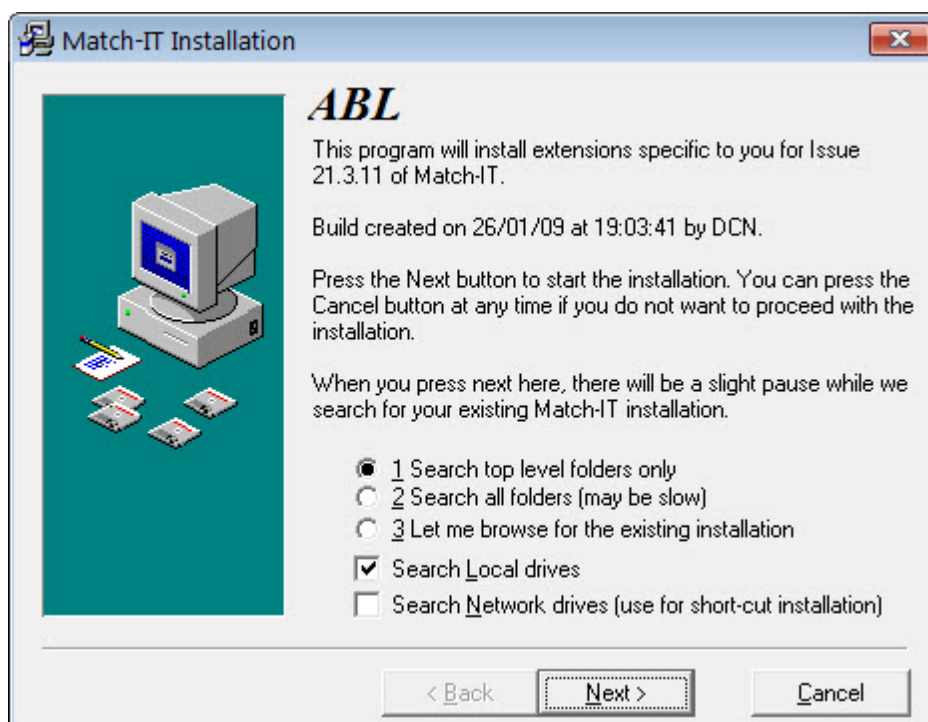 Match-IT Installation
ABL
This program will install extensions specific to you for Issue
21.3.11 of Match-IT.
Build created on 26/01/09 at 19:03:41 by DCN.
Press the Next button to start the installation. You can press the
Cancel button at any time if you do not want to proceed with the
installation.
When you press next here, there will be a slight pause while we
search for your existing Match-IT installation.
1 Search top level folders only
2 Search all folders (may be slow)
3 Let me browse for the existing installation
Search Local drives
Search Network drives (use for short-cut installation)
< Back
Next >
Cancel